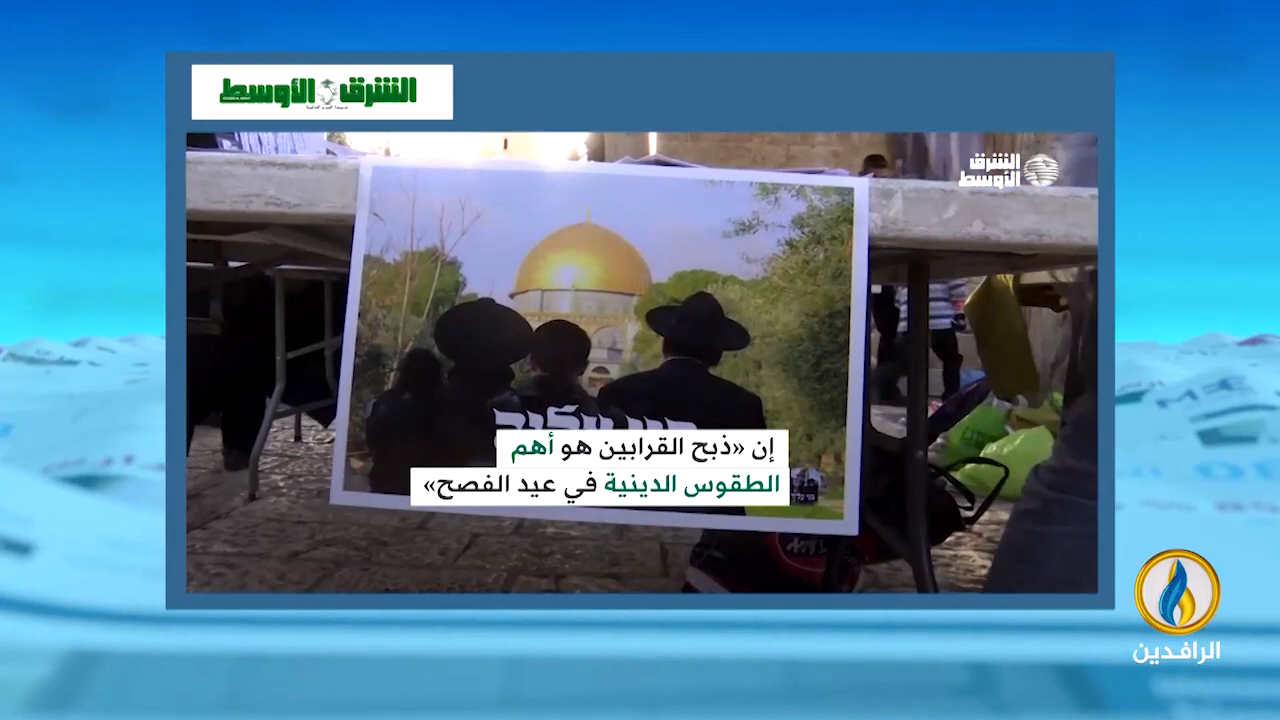 الشرق الأوسط
الشرق
الأوسط
إن «ذبح القرابين هو أهم
الطقوس الدينية في عيد الفصح»
الرافدين